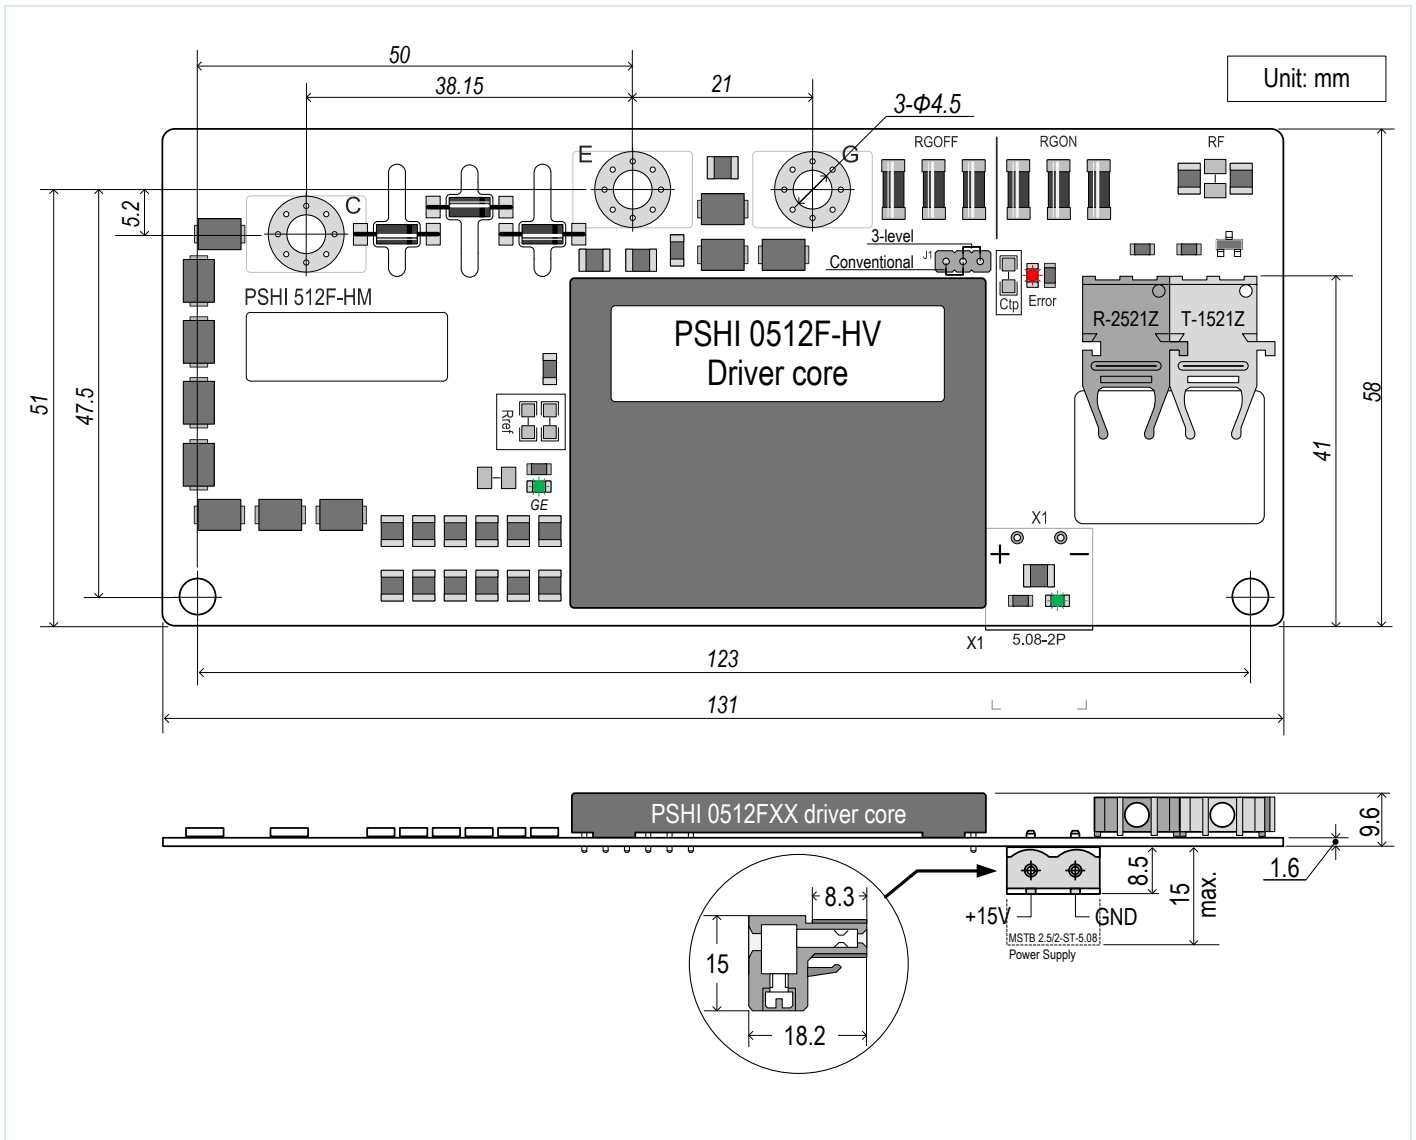 50
38.15
21
3-Φ4.5
Unit: mm
RGOFF
RGON
RF
E
G
C
5.2
3-level
J1
Conventional
Ctp
Error
PSHI 512F-HM
PSHI 0512F-HV
Driver core
R-2521Z
T-1521Z
51
47.5
58
41
Rref
GE
X1
+
−
X1
5.08-2P
123
131
PSHI 0512FXX driver core
9.6
1.6
8.5
15
max.
+15V
GND
MSTB 2.5/2-ST-5.08
Power Supply
8.3
15
18.2